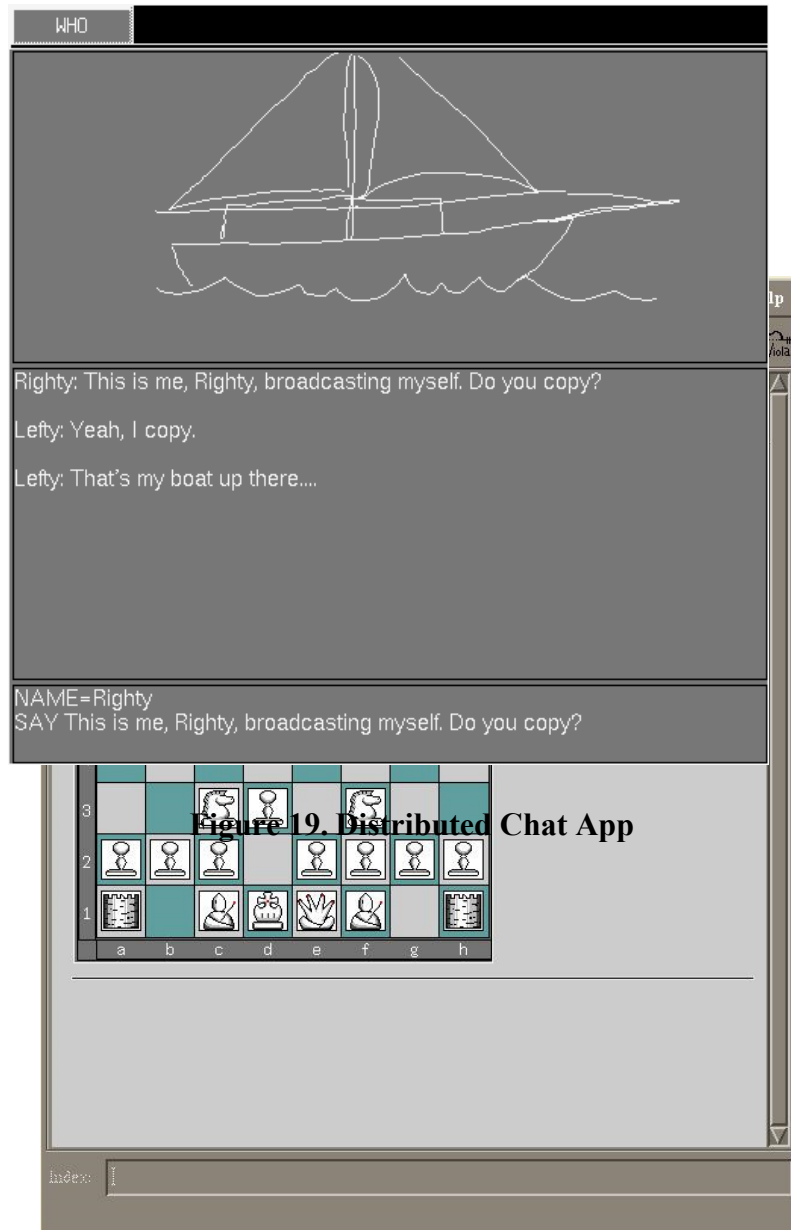 WHO
lp
Viola
Righty: This is me, Righty, broadcasting myself. Do you copy?
Lefty: Yeah, I copy.
Lefty: That's my boat up there....
NAME=Righty
SAY This is me, Righty, broadcasting myself. Do you copy?
3
Figure 19. Distributed Chat App
2
1
a b c d e f g h
Index: